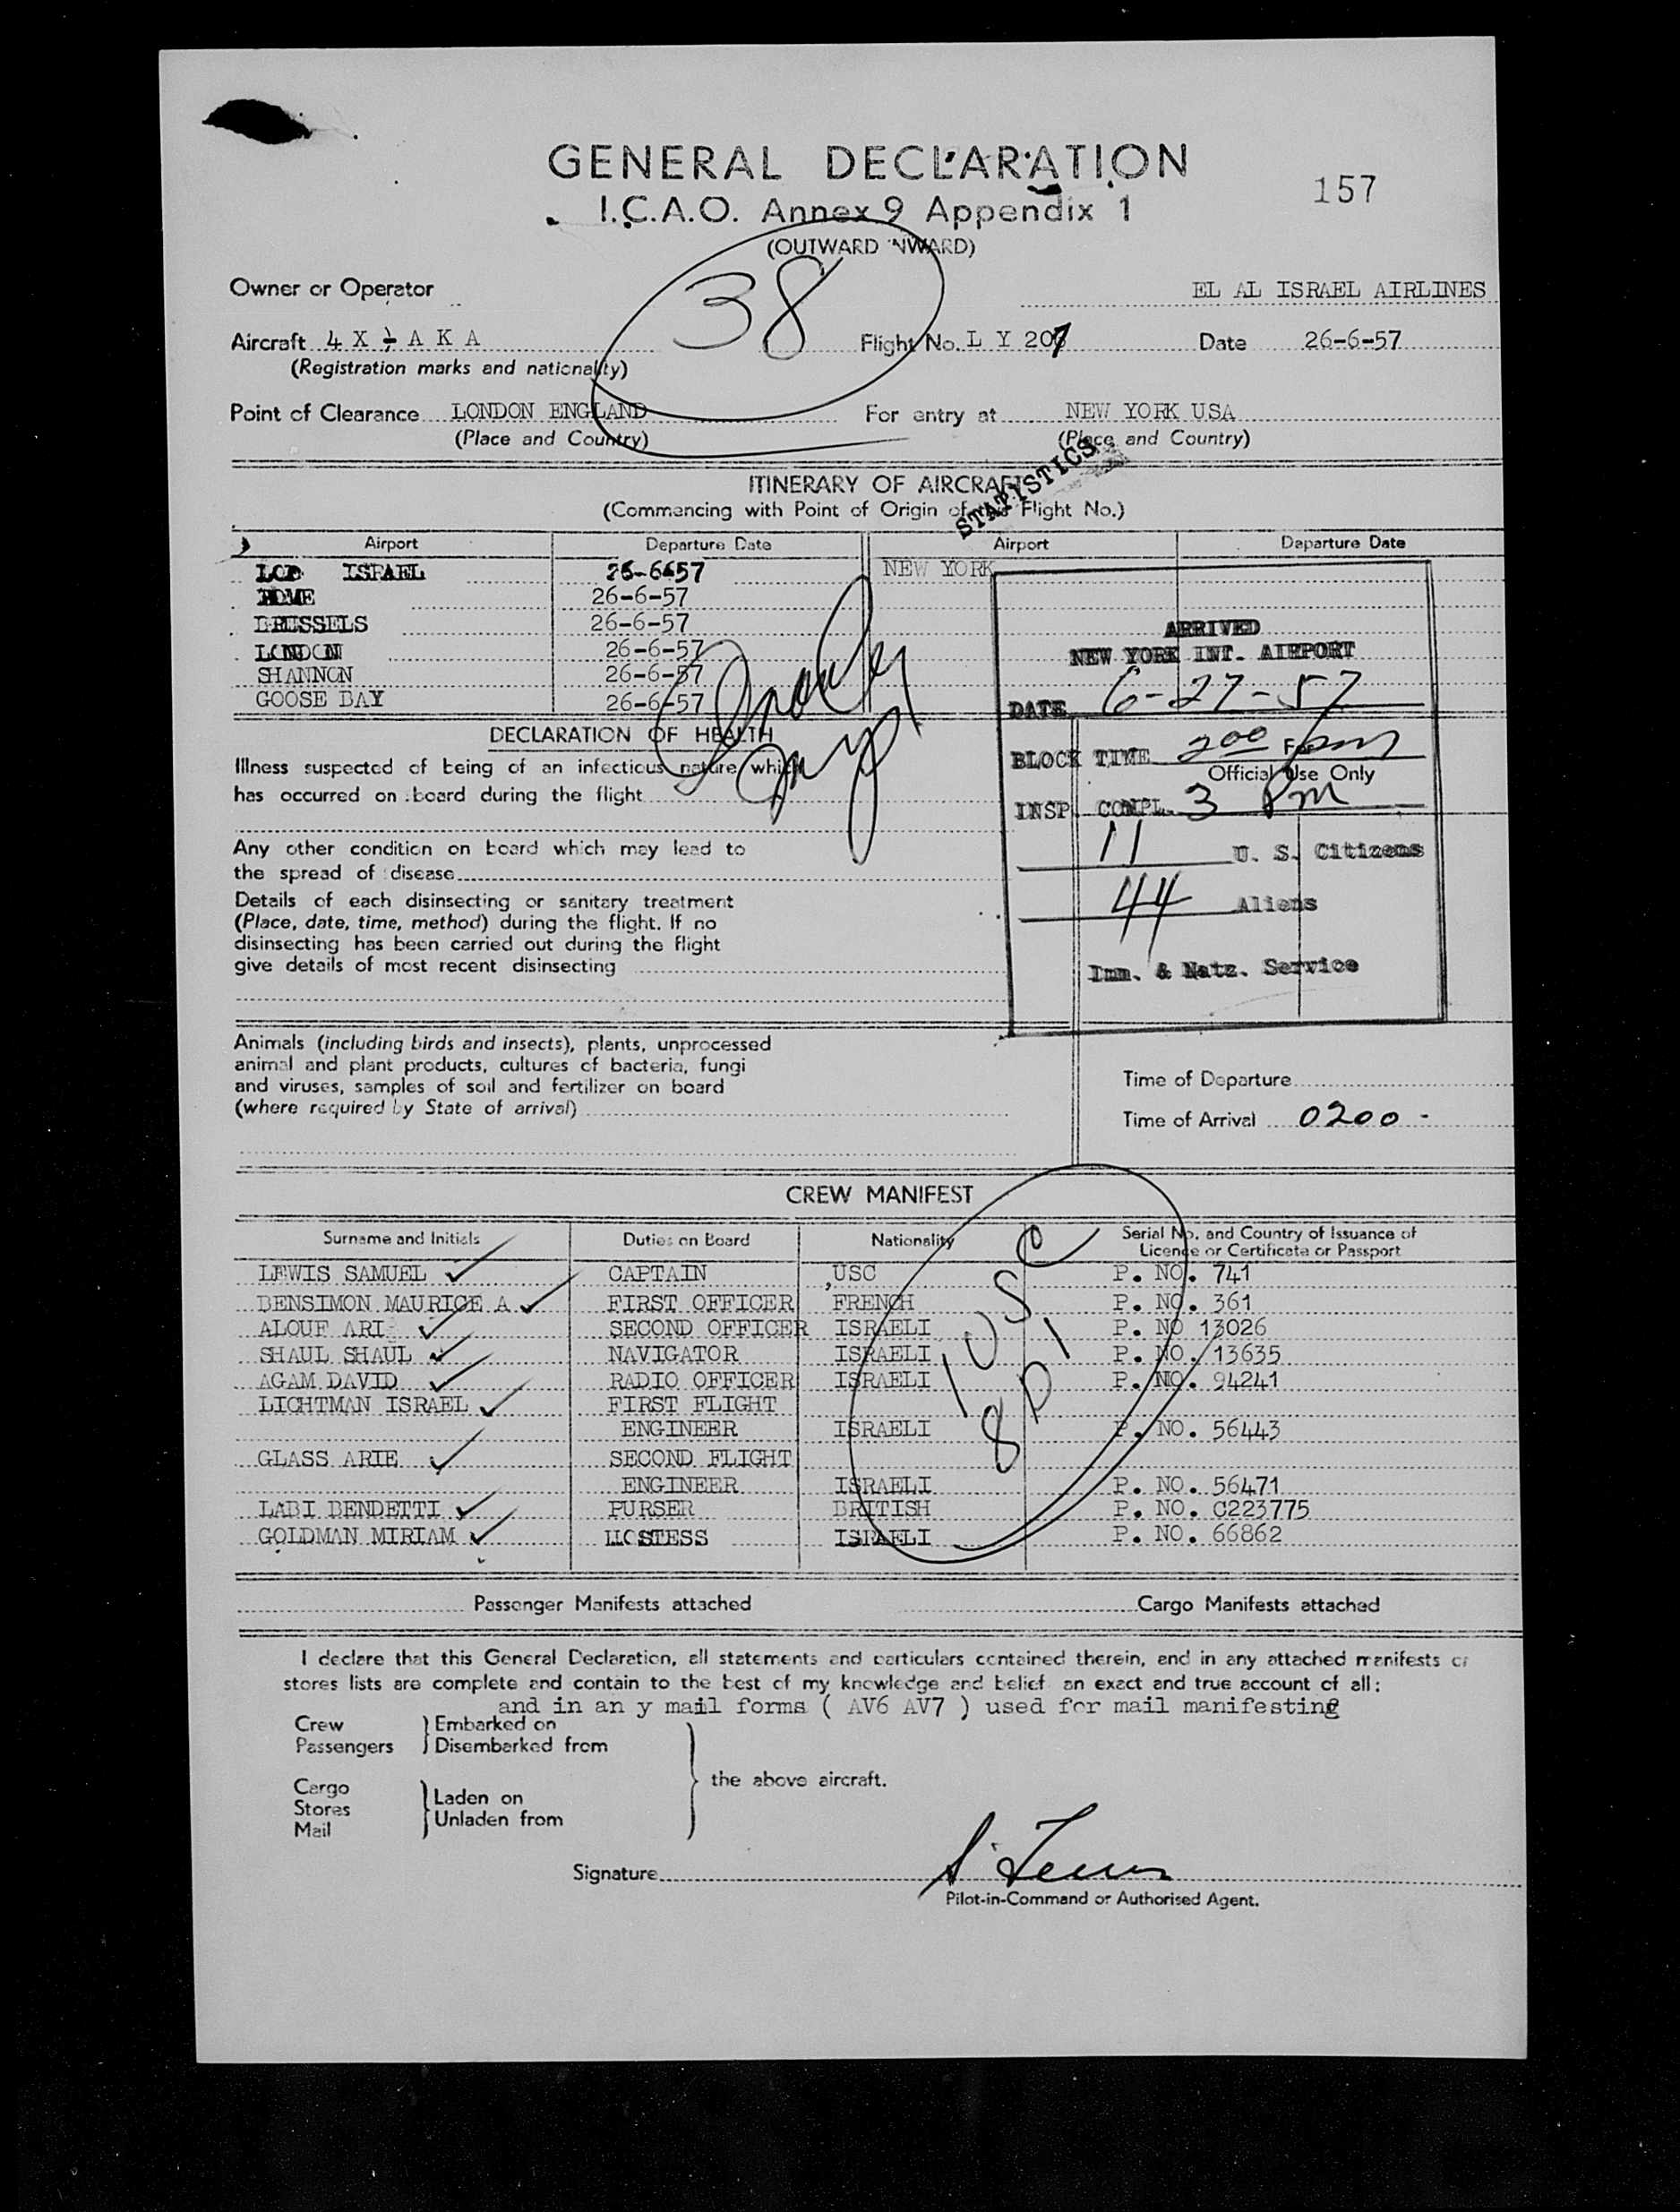 GENERAL DECLARATION
157
I.C.A.O. Annex 9 Appendix 1
(OUTWARD NWARD)
38
Owner or Operator EL AL ISRAEL AIRLINES
Aircraft 4 X - A K A Flight No. L Y 207 Date 26-6-57
(Registration marks and nationality)
Point of Clearance LONDON ENGLAND For entry at NEW YORK USA
(Place and Country) (Place and Country)
STATISTICS
ITINERARY OF AIRCRAFT
(Commencing with Point of Origin of this Flight No.)
Airport Departure Date Airport Departure Date
LOD ISRAEL 26-6-57 NEW YORK
ROME 26-6-57
BRUSSELS 26-6-57
LONDON 26-6-57
SHANNON 26-6-57
GOOSE BAY 26-6-57
ARRIVED
NEW YORK INT. AIRPORT
DATE 6-27-57
BLOCK TIME 200 pm
For
Official Use Only
INSP. COMPL. 3 Pm
11 U. S. Citizens
44 Aliens
Imm. & Natz. Service
DECLARATION OF HEALTH
Illness suspected of being of an infectious nature which
has occurred on board during the flight
Any other condition on board which may lead to
the spread of disease
Details of each disinsecting or sanitary treatment
(Place, date, time, method) during the flight. If no
disinsecting has been carried out during the flight
give details of most recent disinsecting
Animals (including birds and insects), plants, unprocessed
animal and plant products, cultures of bacteria, fungi
and viruses, samples of soil and fertilizer on board
(where required by State of arrival)
Time of Departure
Time of Arrival 0200 -
CREW MANIFEST
Surname and Initials Duties on Board Nationality Serial No. and Country of Issuance of
Licence or Certificate or Passport
LEWIS SAMUEL CAPTAIN USC P. NO. 741
BENSIMON MAURICE A FIRST OFFICER FRENCH P. NO. 361
ALOUF ARI SECOND OFFICER ISRAELI P. NO 13026
SHAUL SHAUL NAVIGATOR ISRAELI P. NO. 13635
AGAM DAVID RADIO OFFICER ISRAELI P. NO. 94241
LICHTMAN ISRAEL FIRST FLIGHT
ENGINEER ISRAELI P. NO. 56443
GLASS ARIE SECOND FLIGHT
ENGINEER ISRAELI P. NO. 56471
LABI BENDETTI PURSER BRITISH P. NO. C223775
GOLDMAN MIRIAM HOSTESS ISRAELI P. NO. 66862
1 USC
8 D1
Passenger Manifests attached Cargo Manifests attached
I declare that this General Declaration, all statements and particulars contained therein, and in any attached manifests or
stores lists are complete and contain to the best of my knowledge and belief an exact and true account of all:
and in an y mail forms ( AV6 AV7 ) used for mail manifesting
Crew Embarked on
Passengers Disembarked from
the above aircraft.
Cargo Laden on
Stores Unladen from
Mail
Signature S. Lewis
Pilot-in-Command or Authorised Agent.